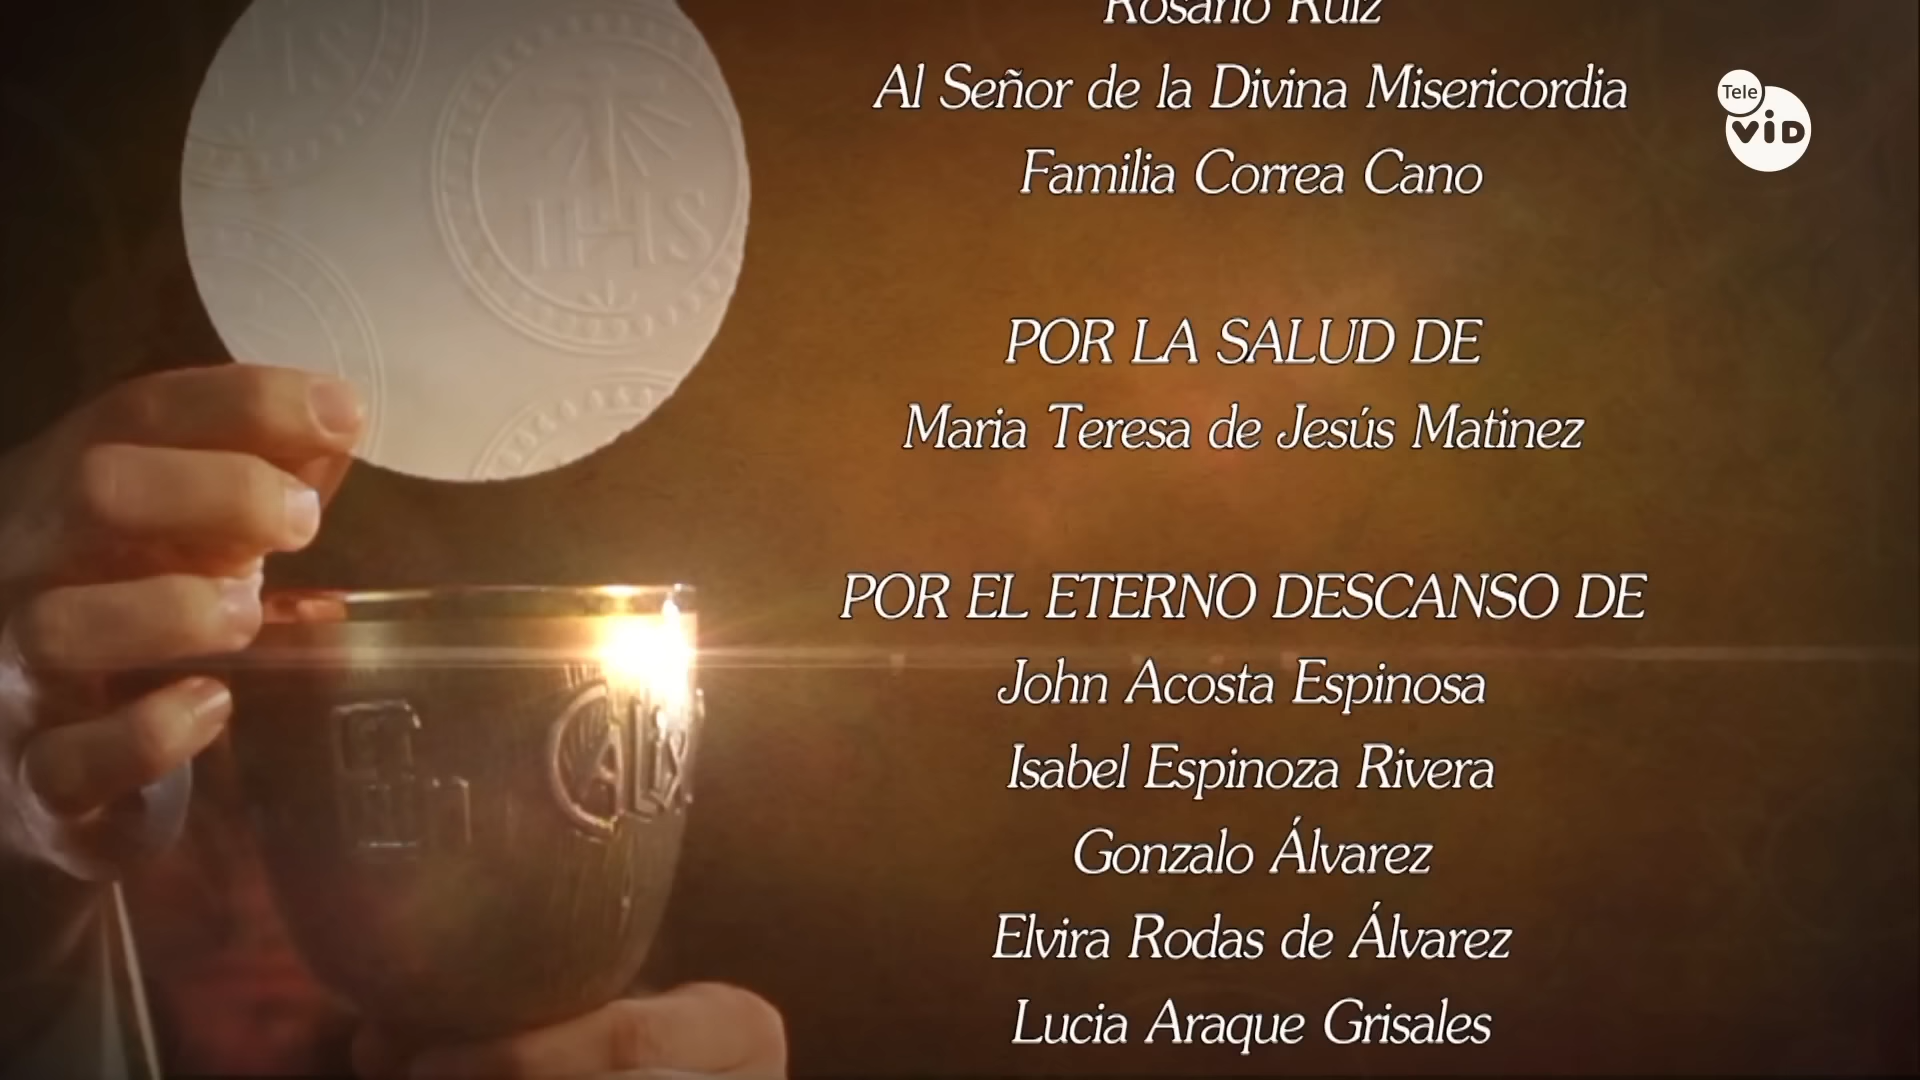 Rosario Ruiz
Al Señor de la Divina Misericordia
Familia Correa Cano
POR LA SALUD DE
Maria Teresa de Jesús Matinez
POR EL ETERNO DESCANSO DE
John Acosta Espinosa
Isabel Espinoza Rivera
Gonzalo Álvarez
Elvira Rodas de Álvarez
Lucia Araque Grisales
Tele
ViD
IHS
CALIX